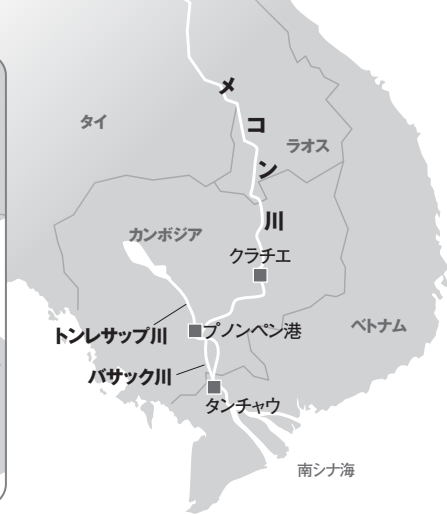 メコン川
タイ
ラオス
カンボジア
クラチエ
トンレサップ川
プノンペン港
ベトナム
バサック川
タンチャウ
南シナ海